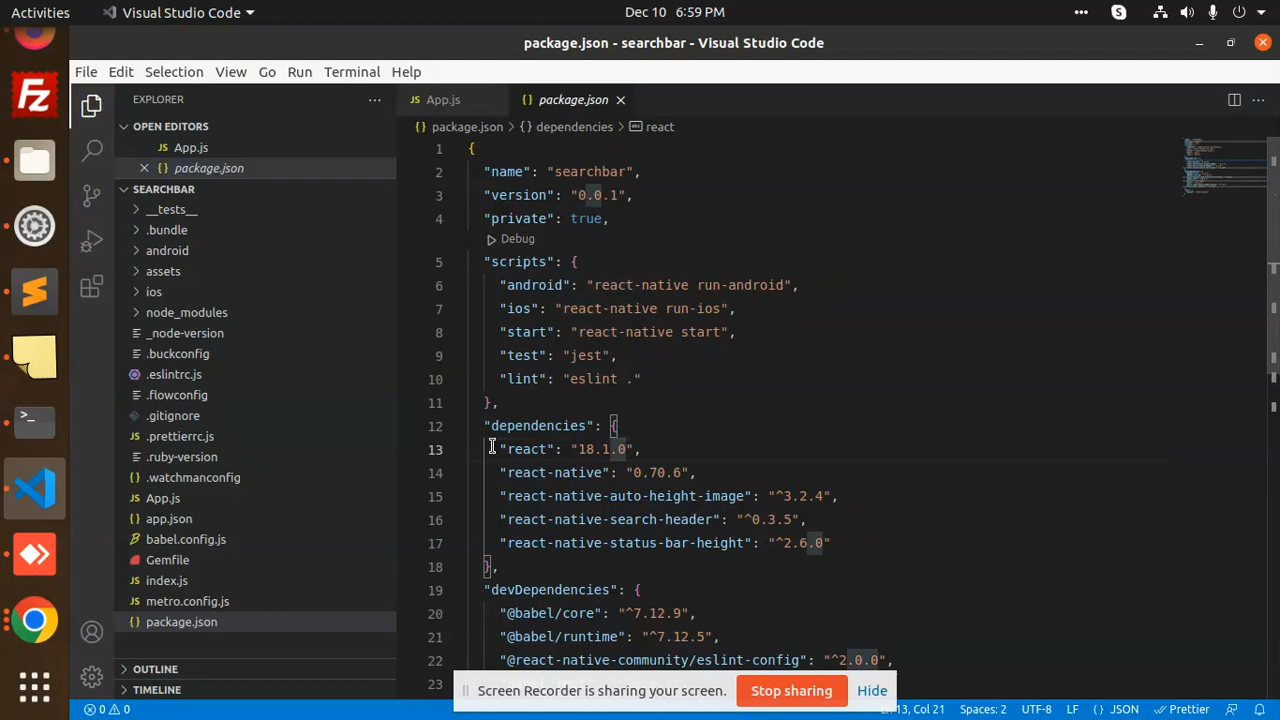 Activities
Visual Studio Code
Dec 10  6:59 PM
package.json - searchbar - Visual Studio Code
File Edit Selection View Go Run Terminal Help
EXPLORER
OPEN EDITORS
App.js
package.json
SEARCHBAR
__tests__
.bundle
android
assets
ios
node_modules
_node-version
.buckconfig
.eslintrc.js
.flowconfig
.gitignore
.prettierrc.js
.ruby-version
.watchmanconfig
App.js
app.json
babel.config.js
Gemfile
index.js
metro.config.js
package.json
OUTLINE
TIMELINE
App.js
package.json
package.json > {} dependencies > react
1 {
2 "name": "searchbar",
3 "version": "0.0.1",
4 "private": true,
Debug
5 "scripts": {
6 "android": "react-native run-android",
7 "ios": "react-native run-ios",
8 "start": "react-native start",
9 "test": "jest",
10 "lint": "eslint ."
11 },
12 "dependencies": {
13 "react": "18.1.0",
14 "react-native": "0.70.6",
15 "react-native-auto-height-image": "^3.2.4",
16 "react-native-search-header": "^0.3.5",
17 "react-native-status-bar-height": "^2.6.0"
18 },
19 "devDependencies": {
20 "@babel/core": "^7.12.9",
21 "@babel/runtime": "^7.12.5",
22 "@react-native-community/eslint-config": "^2.0.0",
23
Screen Recorder is sharing your screen.
Stop sharing
Hide
0 0
Ln 13, Col 21
Spaces: 2
UTF-8
LF
{} JSON
Prettier